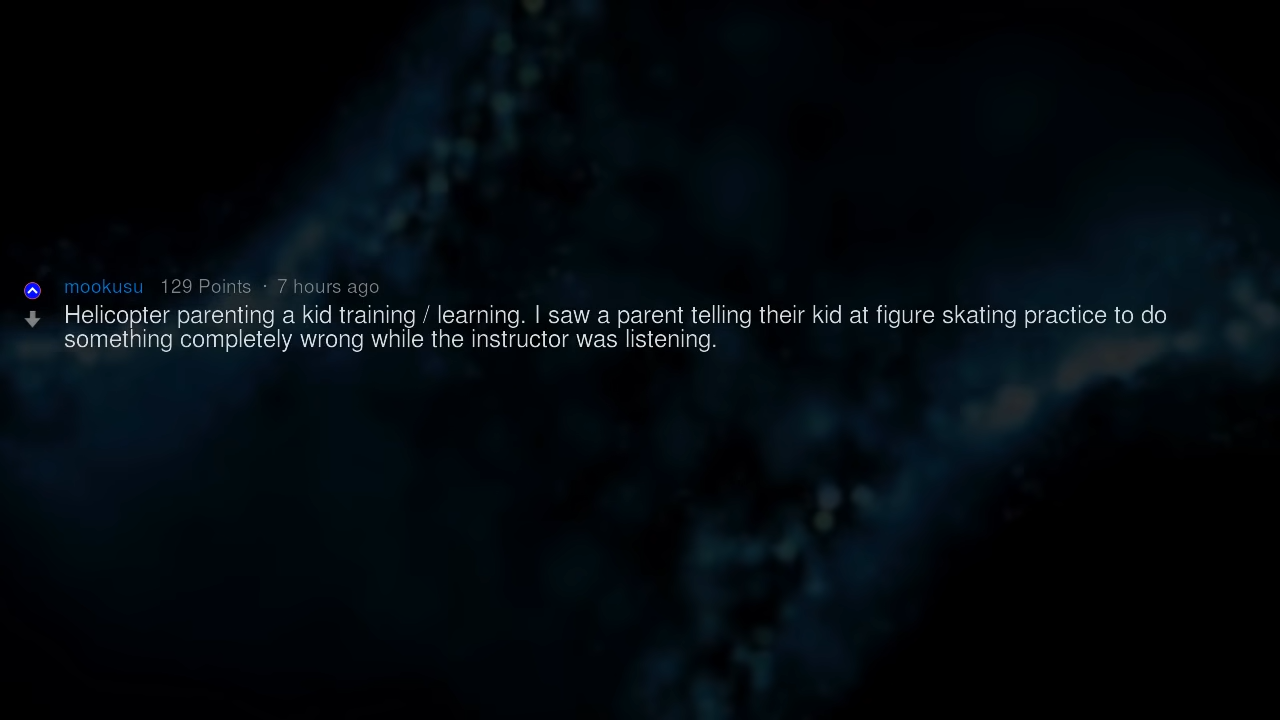 mookusu 129 Points · 7 hours ago
Helicopter parenting a kid training / learning. I saw a parent telling their kid at figure skating practice to do
something completely wrong while the instructor was listening.